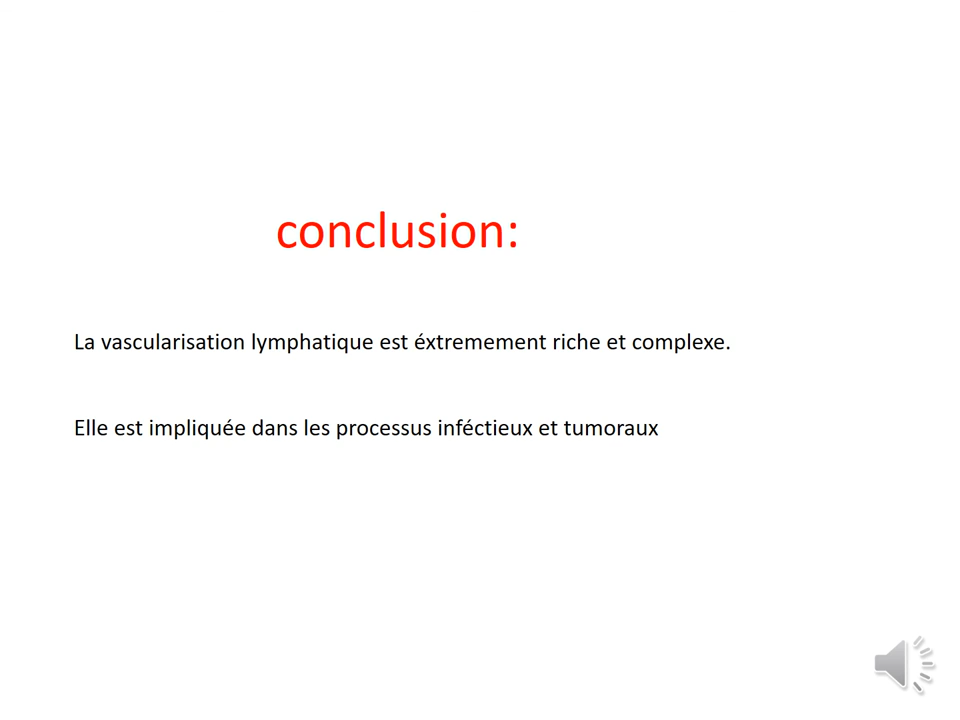 conclusion:
La vascularisation lymphatique est éxtremement riche et complexe.
Elle est impliquée dans les processus inféctieux et tumoraux